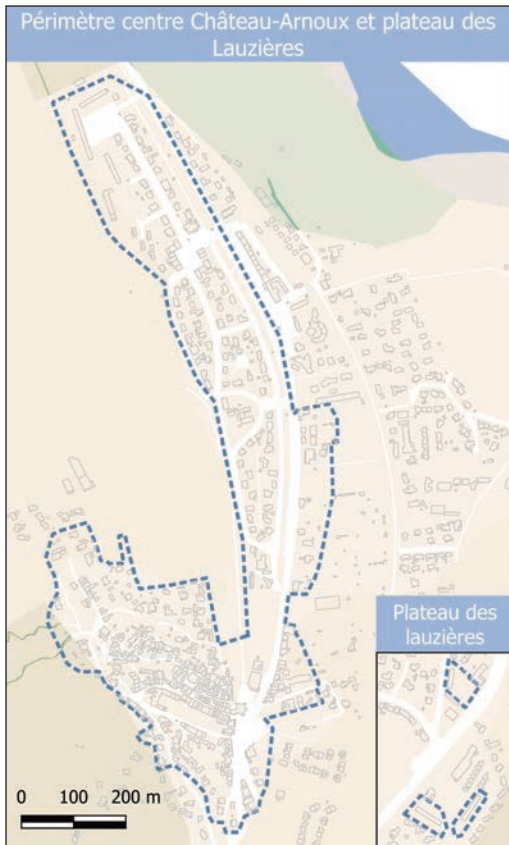 Périmètre centre Château-Arnoux et plateau des
Lauzières
Plateau des
lauzières
0 100 200 m